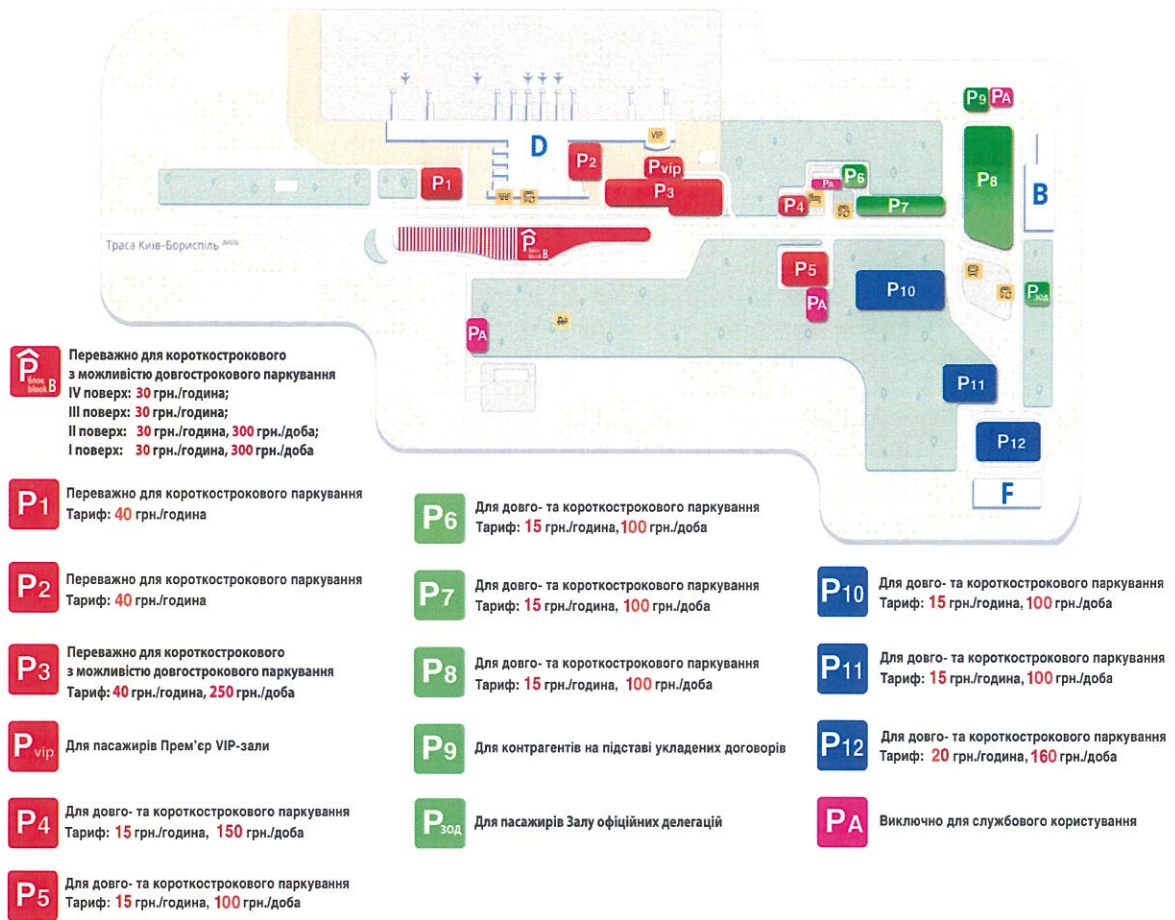 D
VIP
P9
PA
P2
Pvip
P1
P3
P6
PA
P4
P7
P8
B
Траса Київ-Бориспіль
P
блок
block B
P5
P10
PA
PA
Pзод
P11
P12
F
P
блок
block B
Переважно для короткострокового
з можливістю довгострокового паркування
IV поверх: 30 грн./година;
III поверх: 30 грн./година;
II поверх: 30 грн./година, 300 грн./доба;
I поверх: 30 грн./година, 300 грн./доба
P1
Переважно для короткострокового паркування
Тариф: 40 грн./година
P2
Переважно для короткострокового паркування
Тариф: 40 грн./година
P3
Переважно для короткострокового
з можливістю довгострокового паркування
Тариф: 40 грн./година, 250 грн./доба
Pvip
Для пасажирів Прем'єр VIP-зали
P4
Для довго- та короткострокового паркування
Тариф: 15 грн./година, 150 грн./доба
P5
Для довго- та короткострокового паркування
Тариф: 15 грн./година, 100 грн./доба
P6
Для довго- та короткострокового паркування
Тариф: 15 грн./година, 100 грн./доба
P7
Для довго- та короткострокового паркування
Тариф: 15 грн./година, 100 грн./доба
P8
Для довго- та короткострокового паркування
Тариф: 15 грн./година, 100 грн./доба
P9
Для контрагентів на підставі укладених договорів
Pзод
Для пасажирів Залу офіційних делегацій
P10
Для довго- та короткострокового паркування
Тариф: 15 грн./година, 100 грн./доба
P11
Для довго- та короткострокового паркування
Тариф: 15 грн./година, 100 грн./доба
P12
Для довго- та короткострокового паркування
Тариф: 20 грн./година, 160 грн./доба
PA
Виключно для службового користування